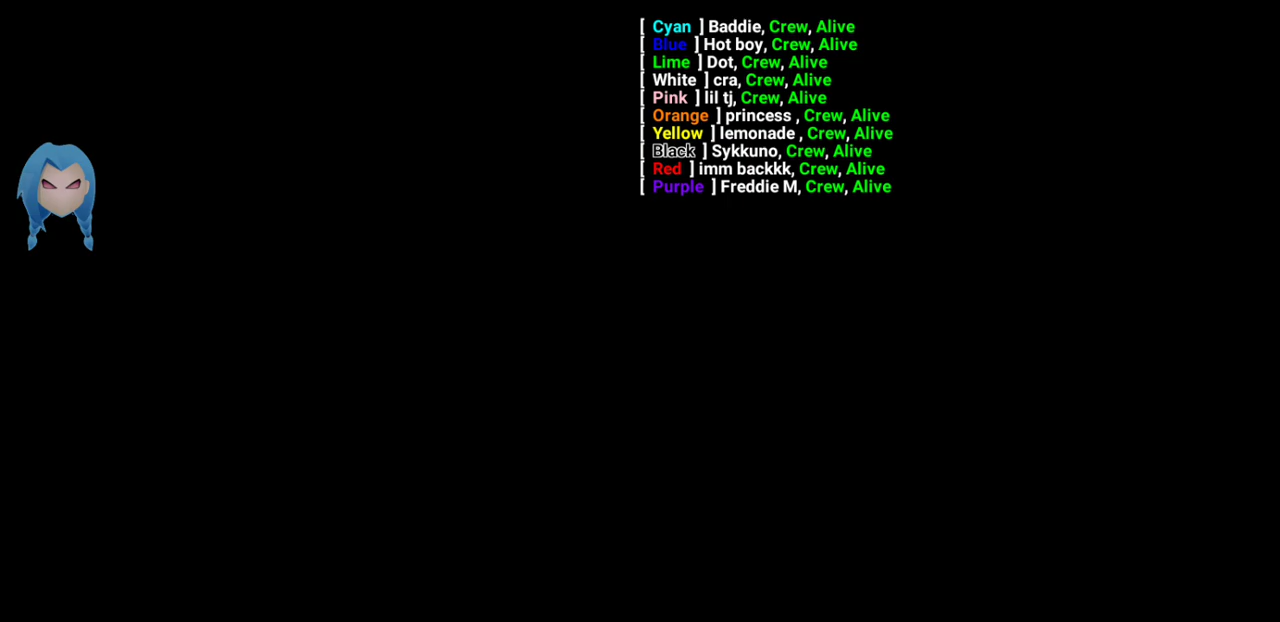 [ Cyan ] Baddie, Crew, Alive
[ Blue ] Hot boy, Crew, Alive
[ Lime ] Dot, Crew, Alive
[ White ] cra, Crew, Alive
[ Pink ] lil tj, Crew, Alive
[ Orange ] princess , Crew, Alive
[ Yellow ] lemonade , Crew, Alive
[ Black ] Sykkuno, Crew, Alive
[ Red ] imm backkk, Crew, Alive
[ Purple ] Freddie M, Crew, Alive